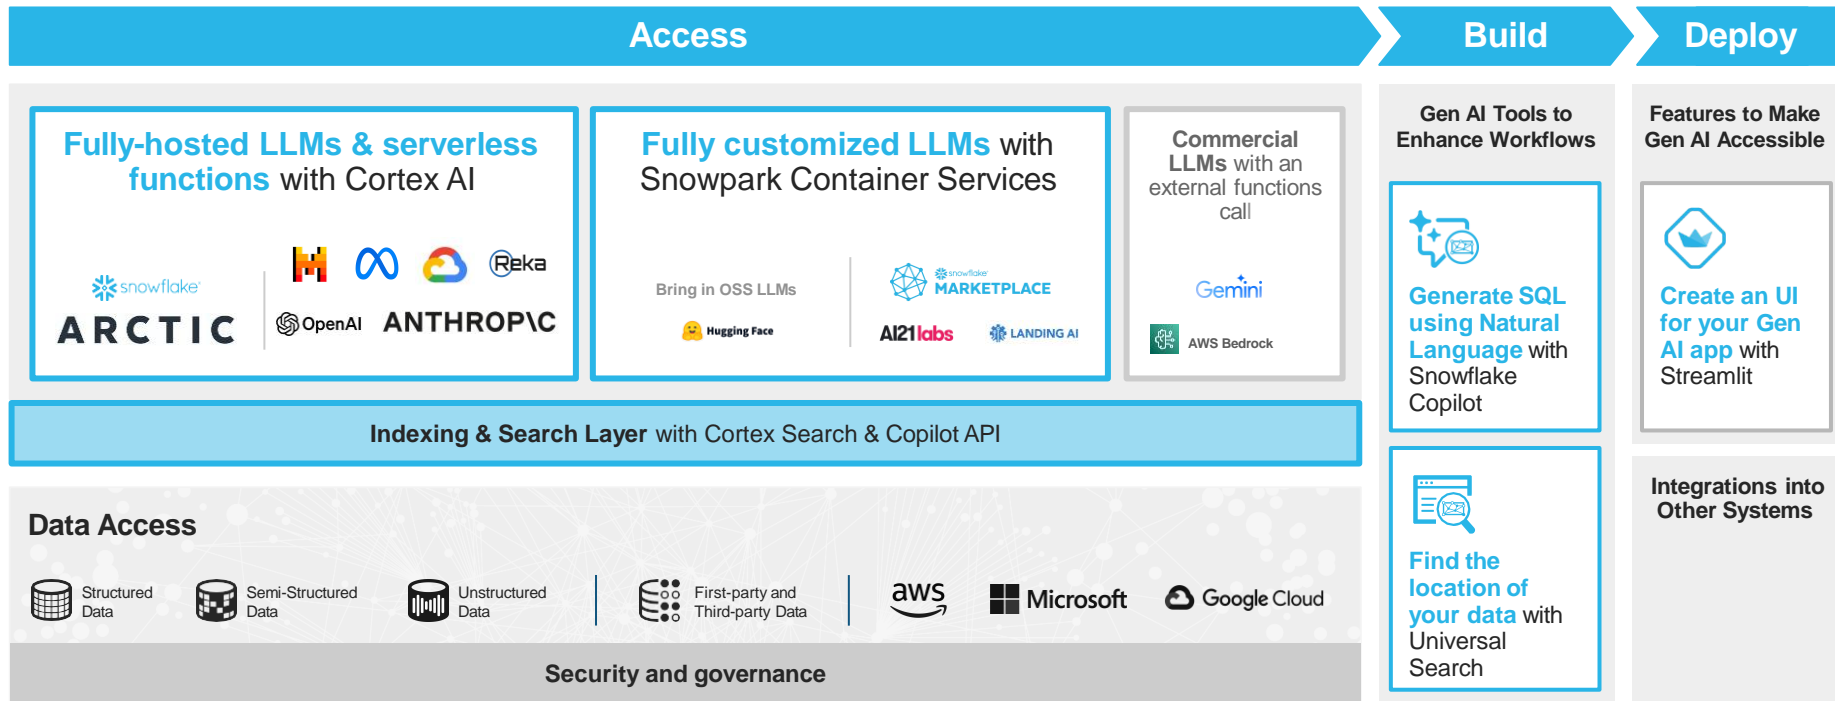 Access
Build
Deploy
Fully-hosted LLMs & serverless
functions with Cortex AI
snowflake
ARCTIC
Reka
OpenAI
ANTHROP\C
Fully customized LLMs with
Snowpark Container Services
Bring in OSS LLMs
Hugging Face
snowflake
MARKETPLACE
AI21labs
LANDING AI
Commercial
LLMs with an
external functions
call
Gemini
AWS Bedrock
Indexing & Search Layer with Cortex Search & Copilot API
Data Access
Structured
Data
Semi-Structured
Data
Unstructured
Data
First-party and
Third-party Data
aws
Microsoft
Google Cloud
Security and governance
Gen AI Tools to
Enhance Workflows
Generate SQL
using Natural
Language with
Snowflake
Copilot
Find the
location of
your data with
Universal
Search
Features to Make
Gen AI Accessible
Create an UI
for your Gen
AI app with
Streamlit
Integrations into
Other Systems